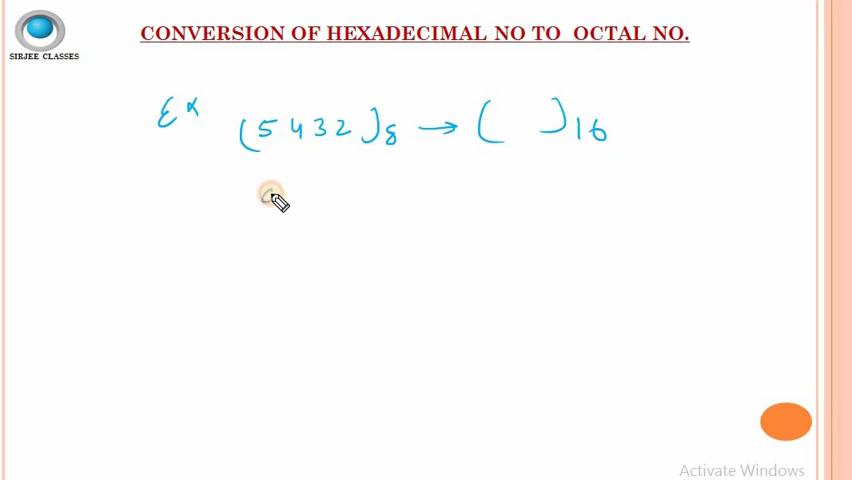 SIRJEE CLASSES
CONVERSION OF HEXADECIMAL NO TO OCTAL NO.
Ex (5432)₈ → ( )₁₆
Activate Windows